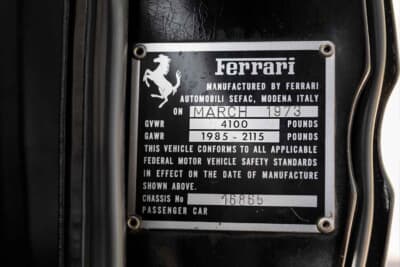 Ferrari
MANUFACTURED BY FERRARI
AUTOMOBILI SEFAC, MODENA ITALY
ON MARCH 1973
GVWR 4100 POUNDS
GAWR 1985 - 2115 POUNDS
THIS VEHICLE CONFORMS TO ALL APPLICABLE
FEDERAL MOTOR VEHICLE SAFETY STANDARDS
IN EFFECT ON THE DATE OF MANUFACTURE
SHOWN ABOVE.
CHASSIS No 16865
PASSENGER CAR